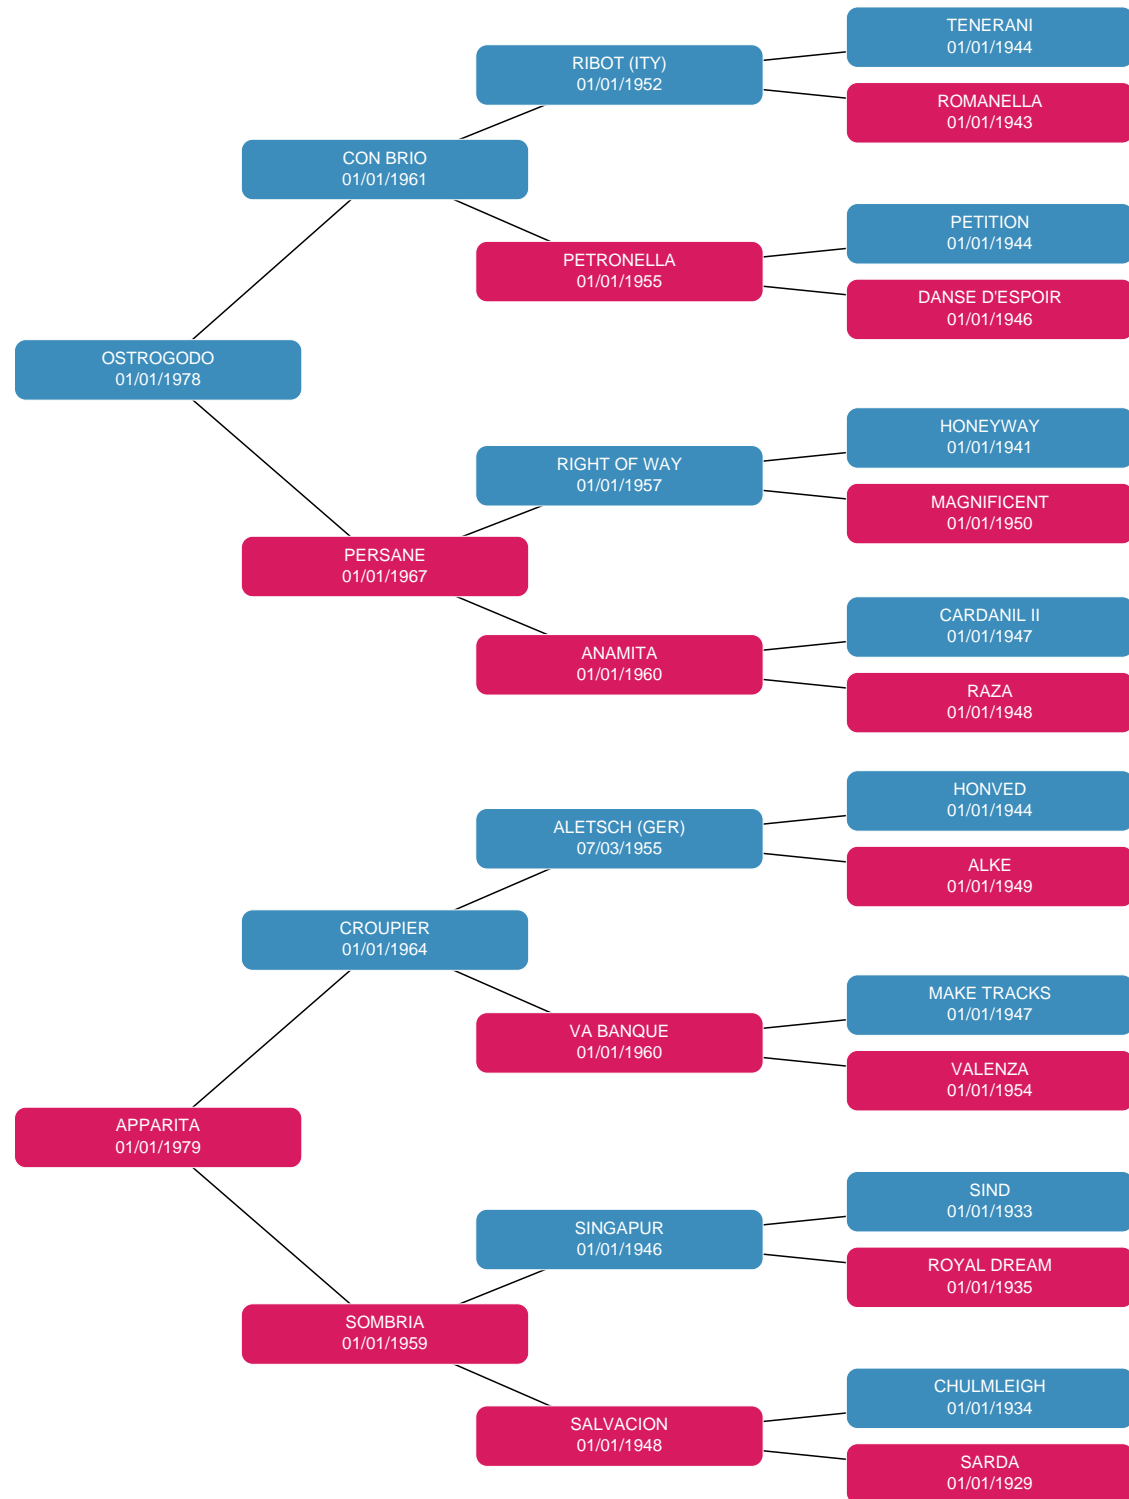 TENERANI
01/01/1944
RIBOT (ITY)
01/01/1952
ROMANELLA
01/01/1943
CON BRIO
01/01/1961
PETITION
01/01/1944
PETRONELLA
01/01/1955
DANSE D'ESPOIR
01/01/1946
OSTROGODO
01/01/1978
HONEYWAY
01/01/1941
RIGHT OF WAY
01/01/1957
MAGNIFICENT
01/01/1950
PERSANE
01/01/1967
CARDANIL II
01/01/1947
ANAMITA
01/01/1960
RAZA
01/01/1948
HONVED
01/01/1944
ALETSCH (GER)
07/03/1955
ALKE
01/01/1949
CROUPIER
01/01/1964
MAKE TRACKS
01/01/1947
VA BANQUE
01/01/1960
VALENZA
01/01/1954
APPARITA
01/01/1979
SIND
01/01/1933
SINGAPUR
01/01/1946
ROYAL DREAM
01/01/1935
SOMBRIA
01/01/1959
CHULMLEIGH
01/01/1934
SALVACION
01/01/1948
SARDA
01/01/1929